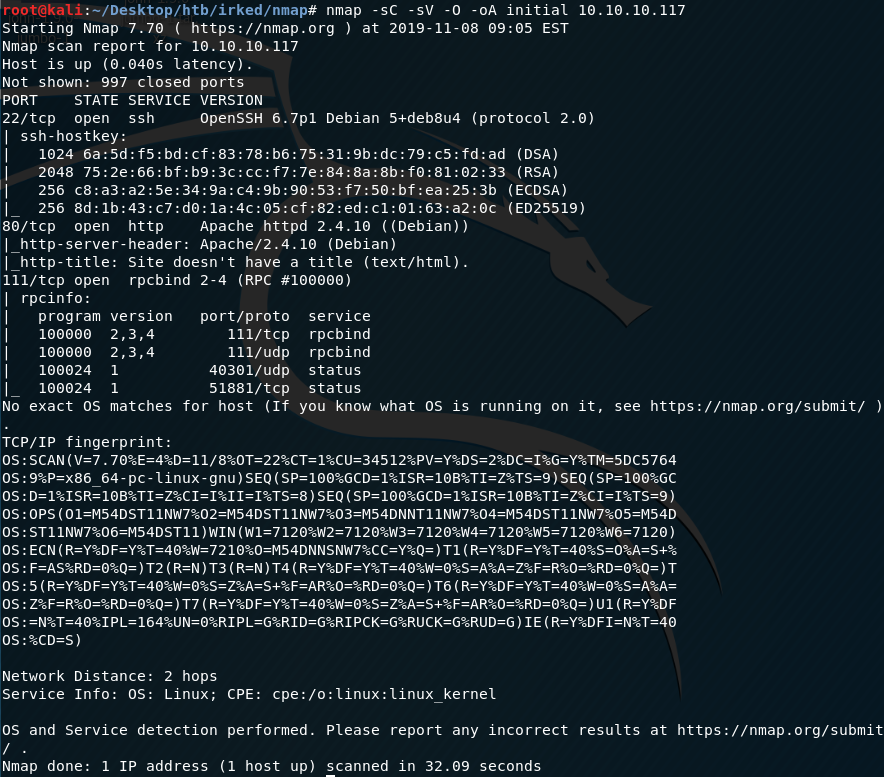 root@kali:~/Desktop/htb/irked/nmap# nmap -sC -sV -O -oA initial 10.10.10.117
Starting Nmap 7.70 ( https://nmap.org ) at 2019-11-08 09:05 EST
Nmap scan report for 10.10.10.117
Host is up (0.040s latency).
Not shown: 997 closed ports
PORT    STATE SERVICE VERSION
22/tcp  open  ssh     OpenSSH 6.7p1 Debian 5+deb8u4 (protocol 2.0)
| ssh-hostkey:
|   1024 6a:5d:f5:bd:cf:83:78:b6:75:31:9b:dc:79:c5:fd:ad (DSA)
|   2048 75:2e:66:bf:b9:3c:cc:f7:7e:84:8a:8b:f0:81:02:33 (RSA)
|   256 c8:a3:a2:5e:34:9a:c4:9b:90:53:f7:50:bf:ea:25:3b (ECDSA)
|_  256 8d:1b:43:c7:d0:1a:4c:05:cf:82:ed:c1:01:63:a2:0c (ED25519)
80/tcp  open  http    Apache httpd 2.4.10 ((Debian))
|_http-server-header: Apache/2.4.10 (Debian)
|_http-title: Site doesn't have a title (text/html).
111/tcp open  rpcbind 2-4 (RPC #100000)
| rpcinfo:
|   program version   port/proto  service
|   100000  2,3,4        111/tcp  rpcbind
|   100000  2,3,4        111/udp  rpcbind
|   100024  1          40301/udp  status
|_  100024  1          51881/tcp  status
No exact OS matches for host (If you know what OS is running on it, see https://nmap.org/submit/ )
.
TCP/IP fingerprint:
OS:SCAN(V=7.70%E=4%D=11/8%OT=22%CT=1%CU=34512%PV=Y%DS=2%DC=I%G=Y%TM=5DC5764
OS:9%P=x86_64-pc-linux-gnu)SEQ(SP=100%GCD=1%ISR=10B%TI=Z%TS=9)SEQ(SP=100%GC
OS:D=1%ISR=10B%TI=Z%CI=I%II=I%TS=8)SEQ(SP=100%GCD=1%ISR=10B%TI=Z%CI=I%TS=9)
OS:OPS(O1=M54DST11NW7%O2=M54DST11NW7%O3=M54DNNT11NW7%O4=M54DST11NW7%O5=M54D
OS:ST11NW7%O6=M54DST11)WIN(W1=7120%W2=7120%W3=7120%W4=7120%W5=7120%W6=7120)
OS:ECN(R=Y%DF=Y%T=40%W=7210%O=M54DNNSNW7%CC=Y%Q=)T1(R=Y%DF=Y%T=40%S=O%A=S+%
OS:F=AS%RD=0%Q=)T2(R=N)T3(R=N)T4(R=Y%DF=Y%T=40%W=0%S=A%A=Z%F=R%O=%RD=0%Q=)T
OS:5(R=Y%DF=Y%T=40%W=0%S=Z%A=S+%F=AR%O=%RD=0%Q=)T6(R=Y%DF=Y%T=40%W=0%S=A%A=
OS:Z%F=R%O=%RD=0%Q=)T7(R=Y%DF=Y%T=40%W=0%S=Z%A=S+%F=AR%O=%RD=0%Q=)U1(R=Y%DF
OS:=N%T=40%IPL=164%UN=0%RIPL=G%RID=G%RIPCK=G%RUCK=G%RUD=G)IE(R=Y%DFI=N%T=40
OS:%CD=S)

Network Distance: 2 hops
Service Info: OS: Linux; CPE: cpe:/o:linux:linux_kernel

OS and Service detection performed. Please report any incorrect results at https://nmap.org/submit
/ .
Nmap done: 1 IP address (1 host up) scanned in 32.09 seconds